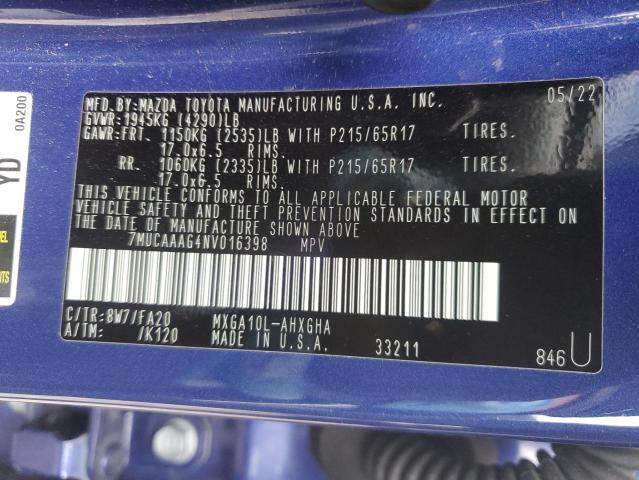 MFD.BY:MAZDA TOYOTA MANUFACTURING U.S.A. INC. 05/22
GVWR:1945KG (4290)LB
GAWR-FRT. 1150KG (2535)LB WITH P215/65R17 TIRES.
17.0x6.5 RIMS.
RR. 1060KG (2335)LB WITH P215/65R17 TIRES.
17.0x6.5 RIMS.
THIS VEHICLE CONFORMS TO ALL APPLICABLE FEDERAL MOTOR
VEHICLE SAFETY AND THEFT PREVENTION STANDARDS IN EFFECT ON
THE DATE OF MANUFACTURE SHOWN ABOVE
7MUCAAAG4NV016398 MPV
C/TR:8W7/FA20 MXGA10L-AHXGHA
A/TM: /K120 MADE IN U.S.A. 33211
846U
0A200
YD